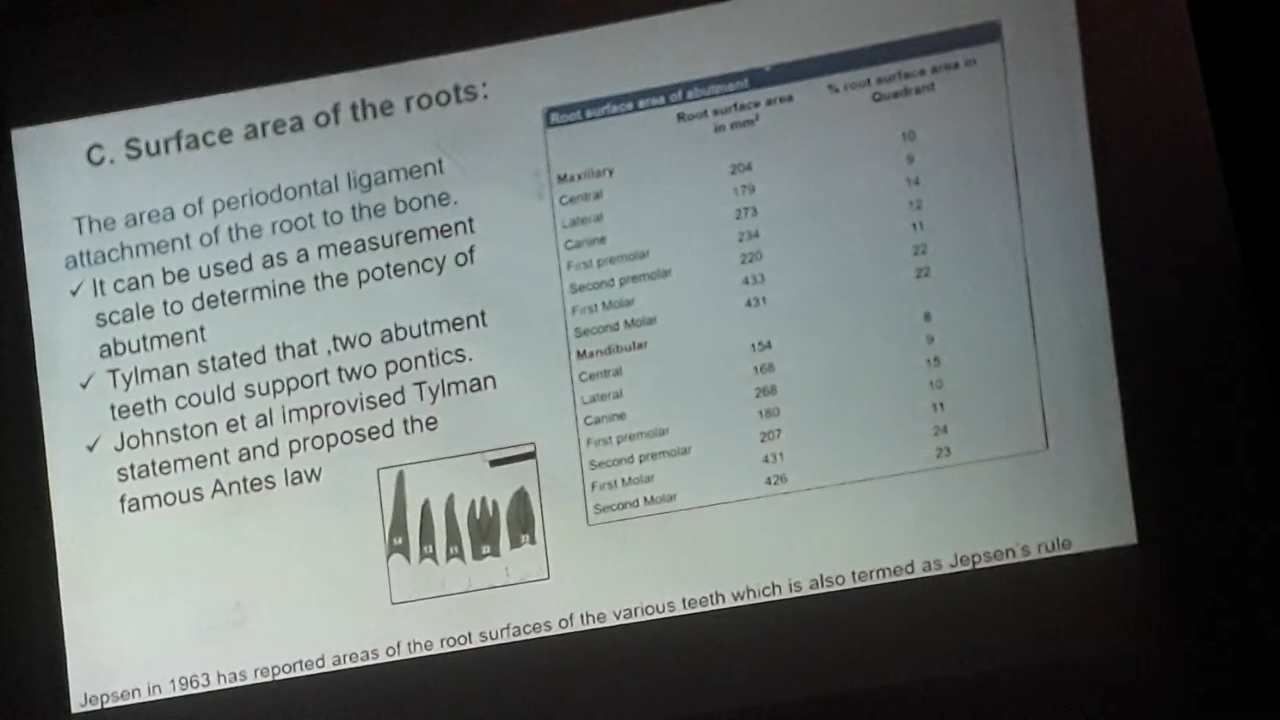 C. Surface area of the roots:
The area of periodontal ligament
attachment of the root to the bone.
✓ It can be used as a measurement
scale to determine the potency of
abutment
✓ Tylman stated that ,two abutment
teeth could support two pontics.
✓ Johnston et al improvised Tylman
statement and proposed the
famous Antes law
Root surface area of abutment
Root surface area
in mm²
% root surface area in
Quadrant
Maxillary
Central 204 10
Lateral 179 9
Canine 273 14
First premolar 234 12
Second premolar 220 11
First Molar 433 22
Second Molar 431 22
Mandibular
Central 154 8
Lateral 168 9
Canine 268 15
First premolar 180 10
Second premolar 207 11
First Molar 431 24
Second Molar 426 23
Jepsen in 1963 has reported areas of the root surfaces of the various teeth which is also termed as Jepsen's rule